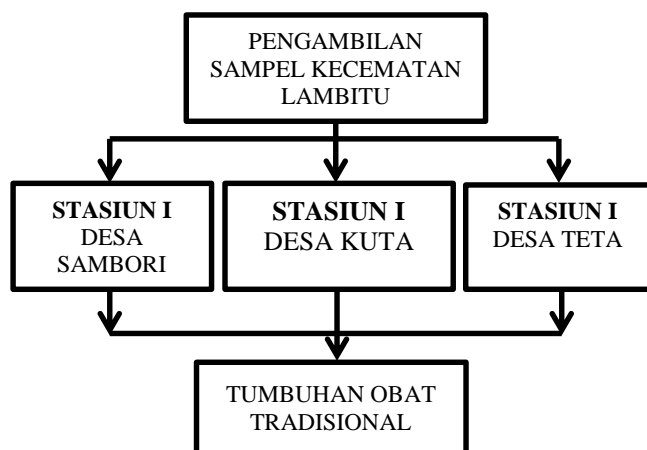 PENGAMBILAN
SAMPEL KECEMATAN
LAMBITU
STASIUN I
DESA
SAMBORI
STASIUN I
DESA KUTA
STASIUN I
DESA TETA
TUMBUHAN OBAT
TRADISIONAL